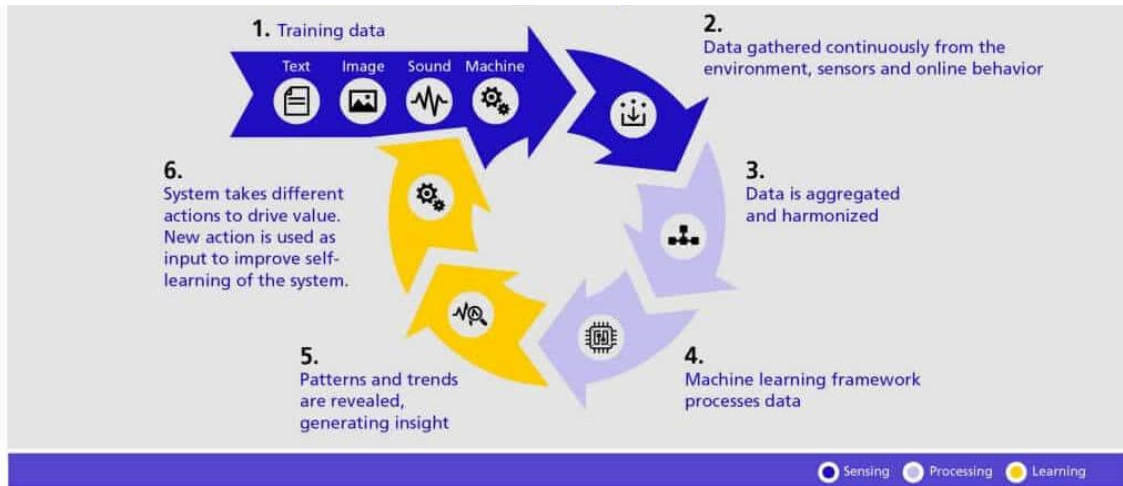 1. Training data
Text Image Sound Machine
2.
Data gathered continuously from the
environment, sensors and online behavior
3.
Data is aggregated
and harmonized
4.
Machine learning framework
processes data
5.
Patterns and trends
are revealed,
generating insight
6.
System takes different
actions to drive value.
New action is used as
input to improve self-
learning of the system.
Sensing Processing Learning